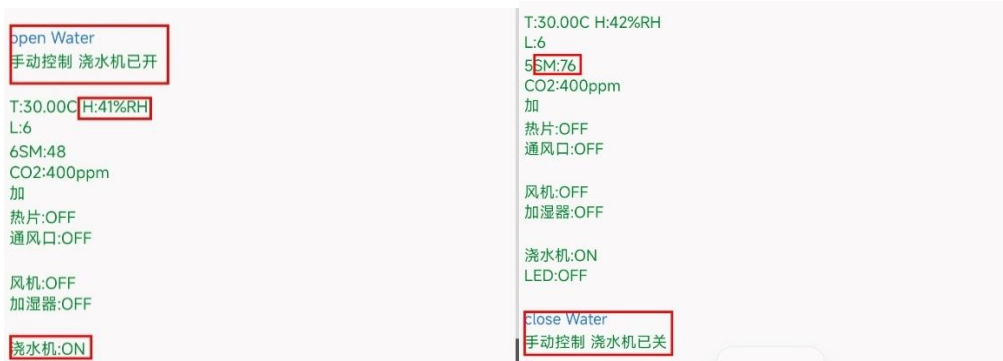 open Water
手动控制 浇水机已开
T:30.00C H:41%RH
L:6
6SM:48
CO2:400ppm
加
热片:OFF
通风口:OFF
风机:OFF
加湿器:OFF
浇水机:ON
T:30.00C H:42%RH
L:6
5SM:76
CO2:400ppm
加
热片:OFF
通风口:OFF
风机:OFF
加湿器:OFF
浇水机:ON
LED:OFF
close Water
手动控制 浇水机已关